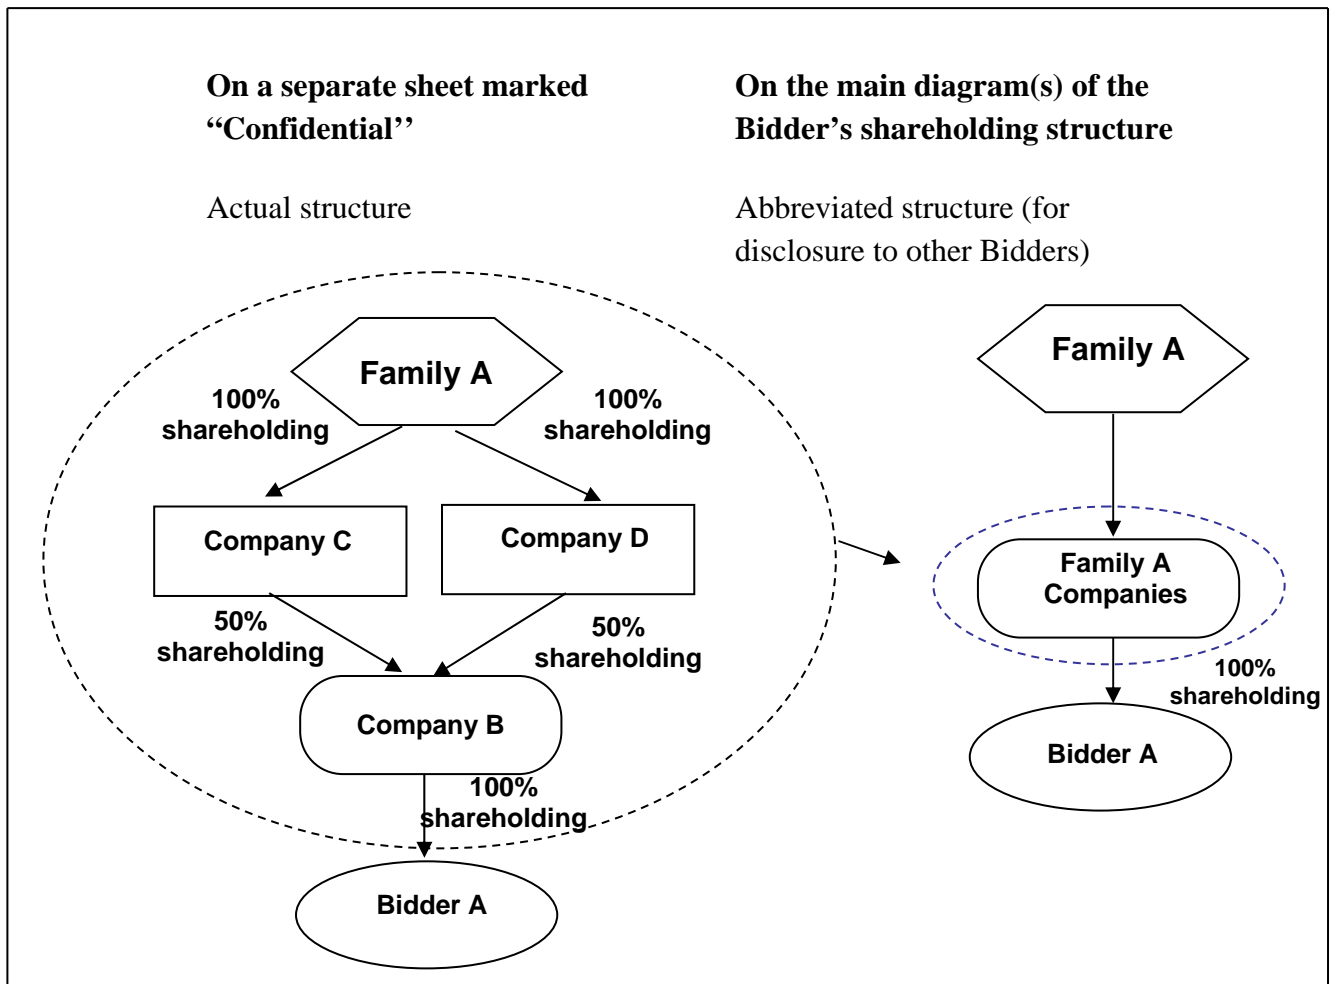 On a separate sheet marked
“Confidential’’
On the main diagram(s) of the
Bidder’s shareholding structure
Actual structure
Abbreviated structure (for
disclosure to other Bidders)
Family A
100%
shareholding
100%
shareholding
Company C
Company D
50%
shareholding
50%
shareholding
Company B
100%
shareholding
Bidder A
Family A
Family A
Companies
100%
shareholding
Bidder A